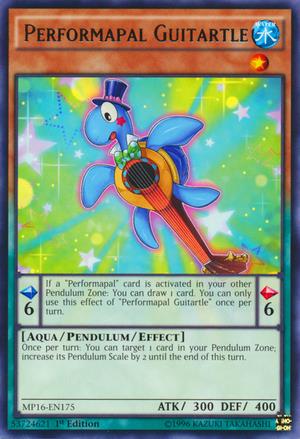 PERFORMAPAL GUITARTLE
WATER
水
If a "Performapal" card is activated in your other
Pendulum Zone: You can draw 1 card. You can only
use this effect of "Performapal Guitartle" once per
turn.
6
6
[AQUA/PENDULUM/EFFECT]
Once per turn: You can target 1 card in your Pendulum Zone;
increase its Pendulum Scale by 2 until the end of this turn.
MP16-EN175
ATK/ 300 DEF/ 400
53724621 1st Edition
©1996 KAZUKI TAKAHASHI